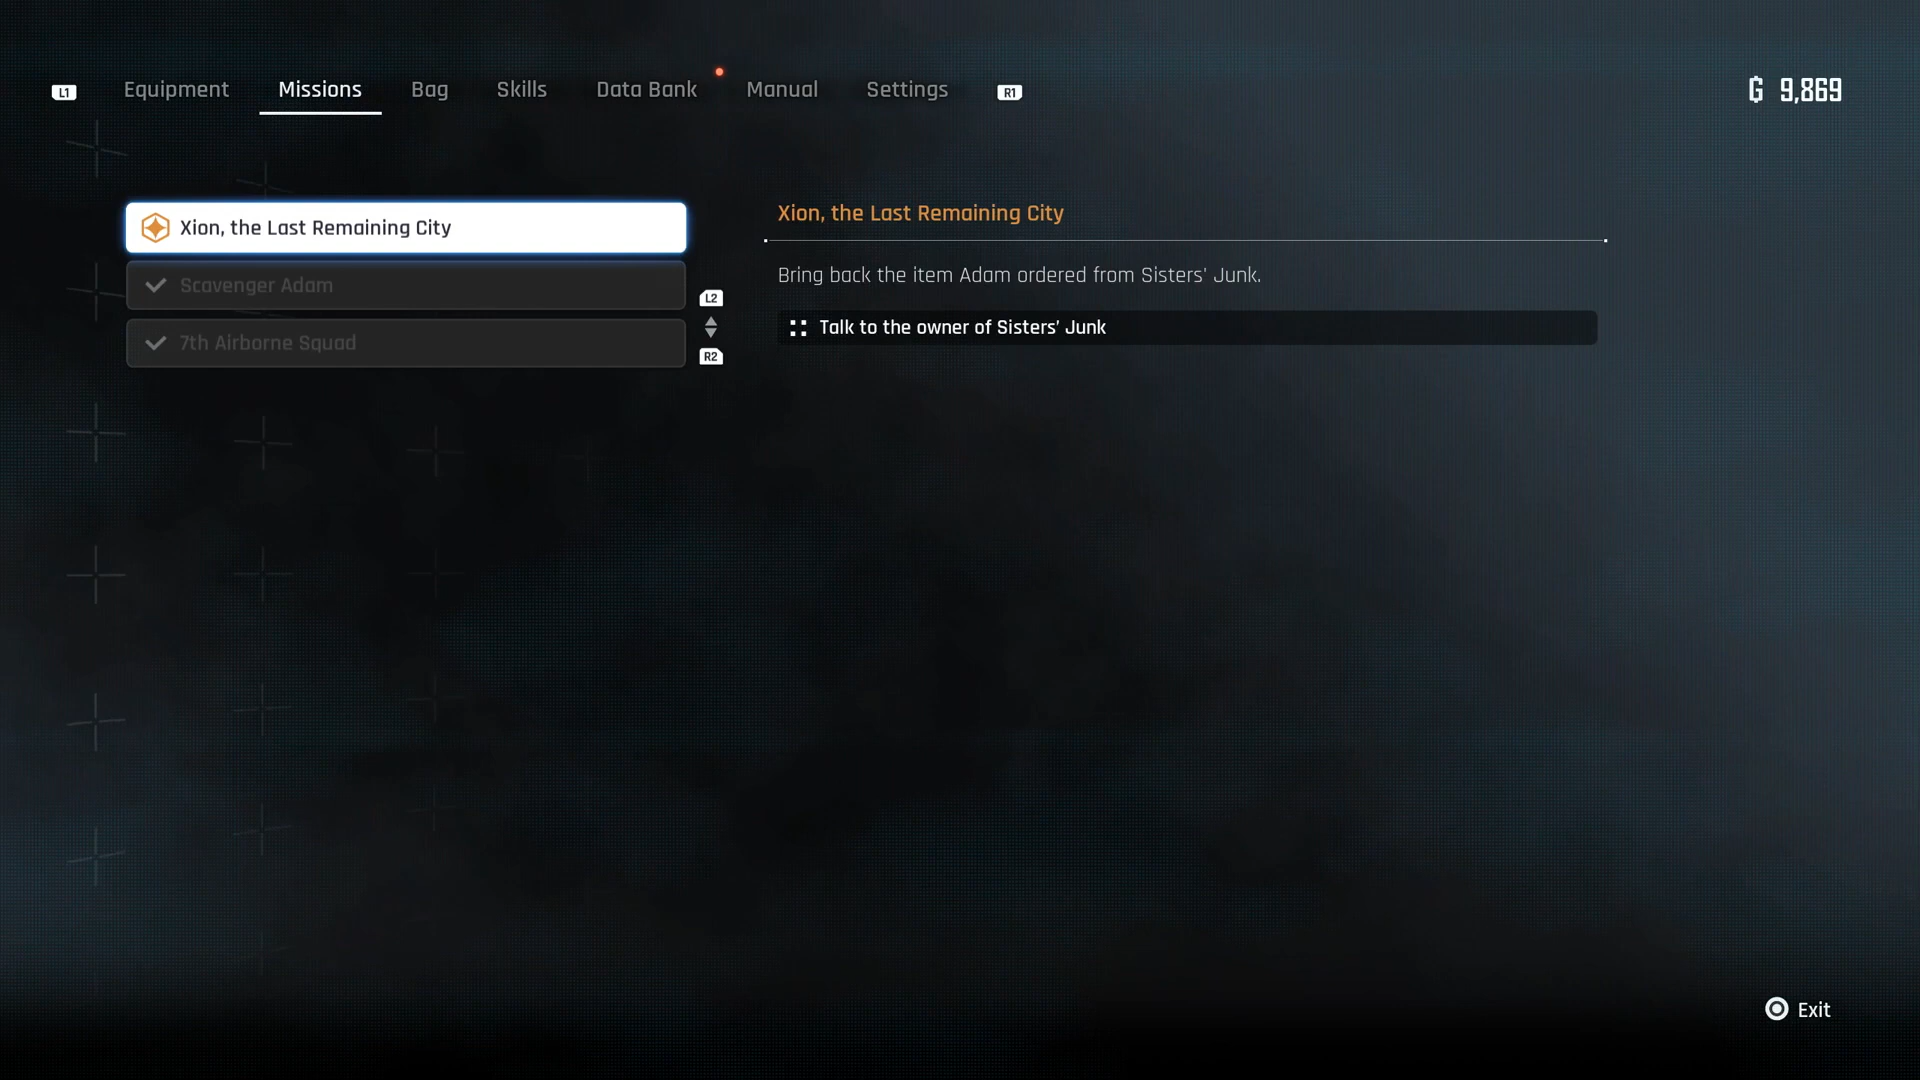 L1 Equipment Missions Bag Skills Data Bank Manual Settings R1 G 9,869
Xion, the Last Remaining City
Scavenger Adam
7th Airborne Squad
L2
R2
Xion, the Last Remaining City
Bring back the item Adam ordered from Sisters' Junk.
Talk to the owner of Sisters' Junk
Exit